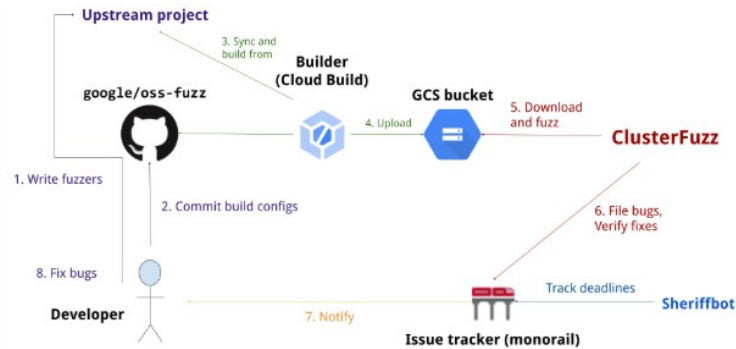 Upstream project
3. Sync and
build from
Builder
(Cloud Build)
google/oss-fuzz
GCS bucket
4. Upload
5. Download
and fuzz
ClusterFuzz
1. Write fuzzers
2. Commit build configs
6. File bugs,
Verify fixes
8. Fix bugs
Developer
7. Notify
Track deadlines
Sheriffbot
Issue tracker (monorail)